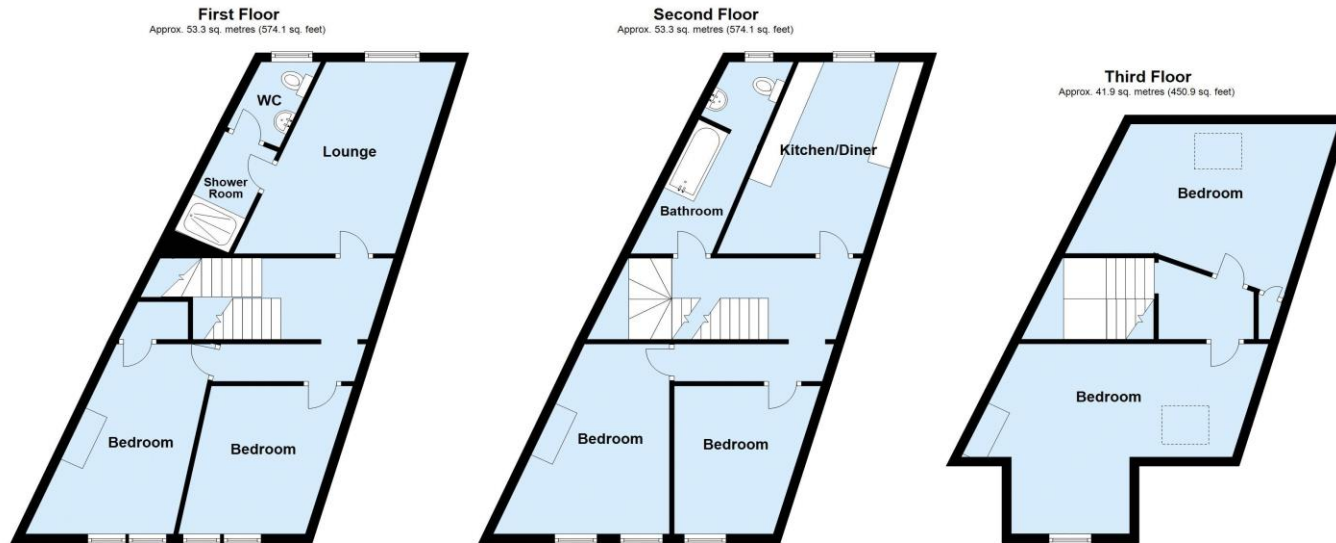 First Floor
Approx. 53.3 sq. metres (574.1 sq. feet)
WC
Lounge
Shower
Room
Bedroom
Bedroom
Second Floor
Approx. 53.3 sq. metres (574.1 sq. feet)
Kitchen/Diner
Bathroom
Bedroom
Bedroom
Third Floor
Approx. 41.9 sq. metres (450.9 sq. feet)
Bedroom
Bedroom